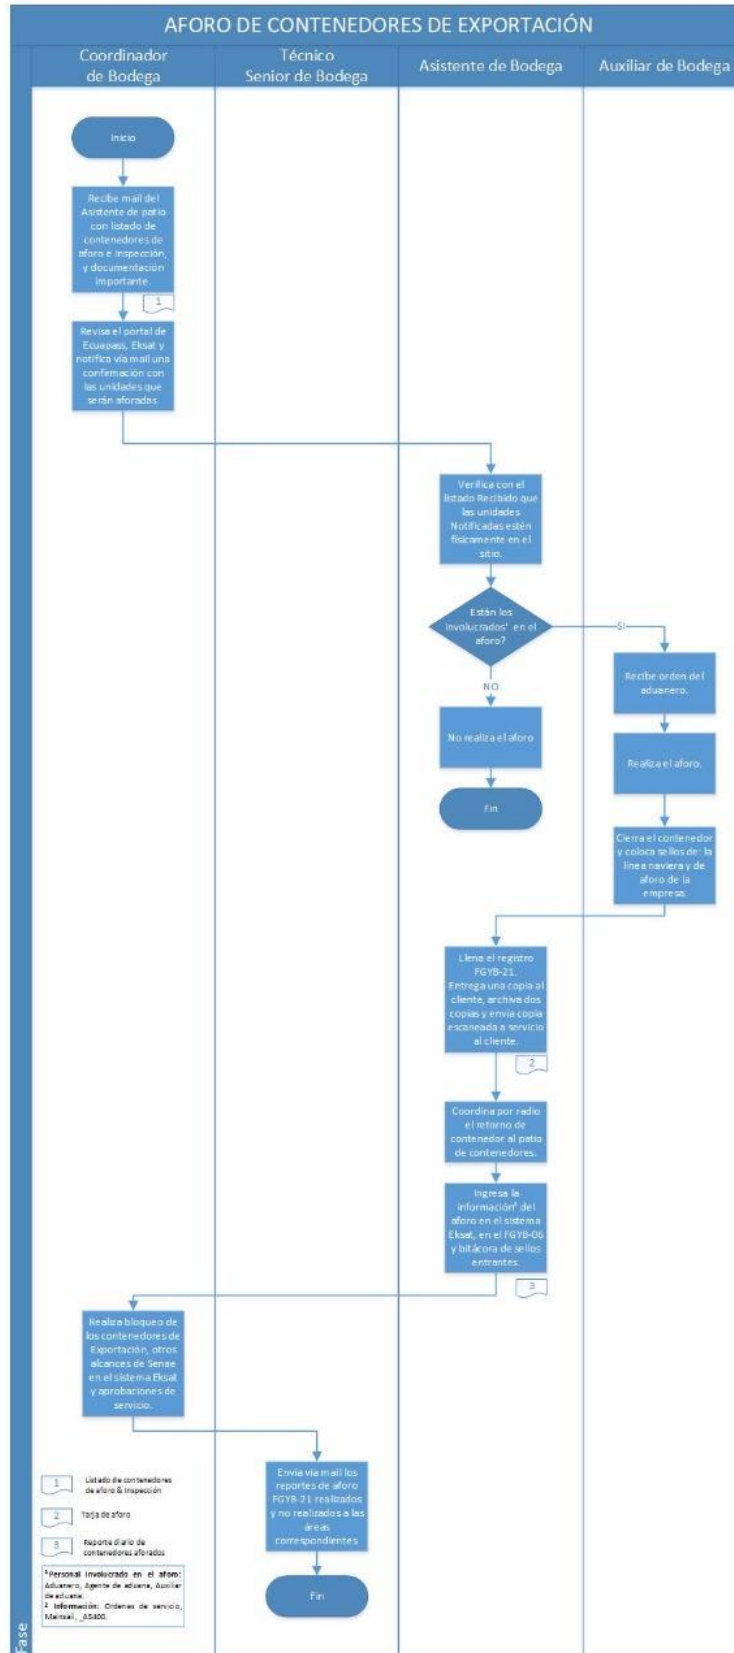 AFORO DE CONTENEDORES DE EXPORTACIÓN
Coordinador
de Bodega
Técnico
Senior de Bodega
Asistente de Bodega
Auxiliar de Bodega
Inicio
Recibe mail del
Asistente de patio
con listado de
contenedores de
aforo e inspección,
y documentación
importante.
1
Revisa el portal de
Ecuapass, Eksat y
notifica vía mail una
confirmación con
las unidades que
serán aforadas.
Verifica con el
listado Recibido que
las unidades
Notificadas estén
físicamente en el
sitio.
Están los
involucrados¹ en el
aforo?
SI
NO
No realiza el aforo
Fin
Recibe orden del
aduanero.
Realiza el aforo.
Cierra el contenedor
y coloca sellos de: la
línea naviera y de
aforo de la
empresa.
Llena el registro
FGYB-21.
Entrega una copia al
cliente, archiva dos
copias y envía copia
escaneada a servicio
al cliente.
2
Coordina por radio
el retorno de
contenedor al patio
de contenedores.
Ingresa la
información² del
aforo en el sistema
Eksat, en el FGYB-06
y bitácora de sellos
entrantes.
3
Realiza bloqueo de
los contenedores de
Exportación, otros
alcances de Senae
en el sistema Eksat
y aprobaciones de
servicio.
Envía vía mail los
reportes de aforo
FGYB-21 realizados
y no realizados a las
áreas
correspondientes
Fin
1 Listado de contenedores
de aforo & Inspección
2 Tarja de aforo
3 Reporte diario de
contenedores aforados
¹ Personal involucrado en el aforo:
Aduanero, Agente de aduana, Auxiliar
de aduana.
² Información: Ordenes de servicio,
Mainsail, _AS400.
Fase